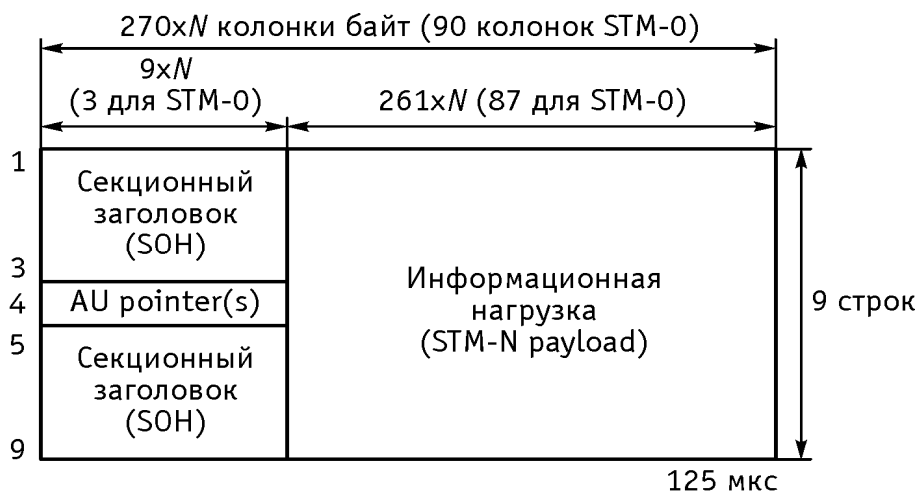 270xN колонки байт (90 колонок STM-0)
9xN
(3 для STM-0)
261xN (87 для STM-0)
1
Секционный
заголовок
(SOH)
3
4
AU pointer(s)
5
Секционный
заголовок
(SOH)
9
Информационная
нагрузка
(STM-N payload)
9 строк
125 мкс